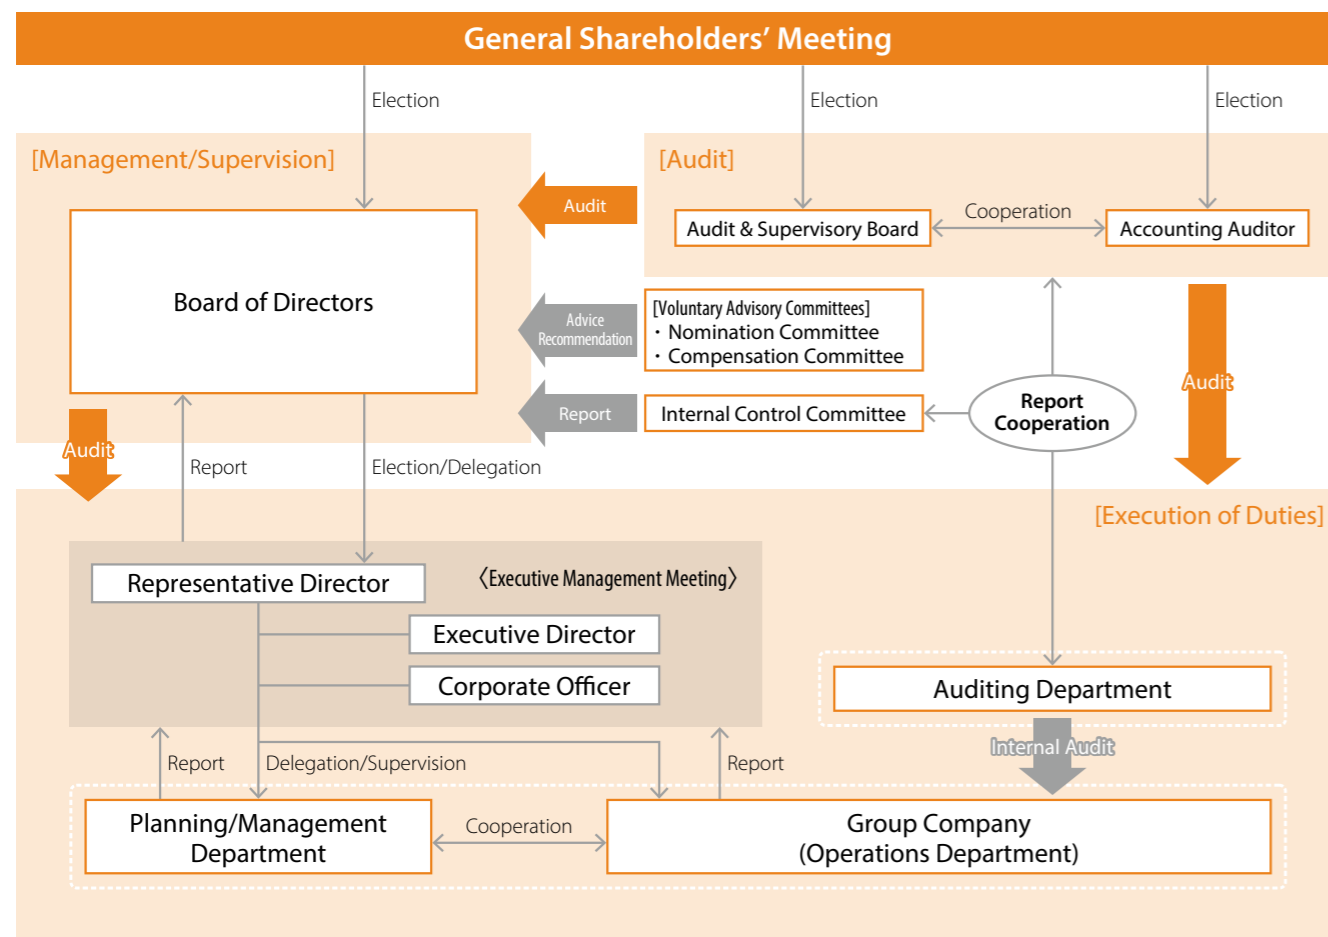 General Shareholders’ Meeting
Election
Election
Election
[Management/Supervision]
[Audit]
Audit
Audit & Supervisory Board
Cooperation
Accounting Auditor
Board of Directors
Advice
Recommendation
[Voluntary Advisory Committees]
・ Nomination Committee
・ Compensation Committee
Report
Internal Control Committee
Report
Cooperation
Audit
Audit
Report
Election/Delegation
[Execution of Duties]
Representative Director
〈Executive Management Meeting〉
Executive Director
Corporate Officer
Auditing Department
Internal Audit
Report
Delegation/Supervision
Report
Planning/Management
Department
Cooperation
Group Company
(Operations Department)